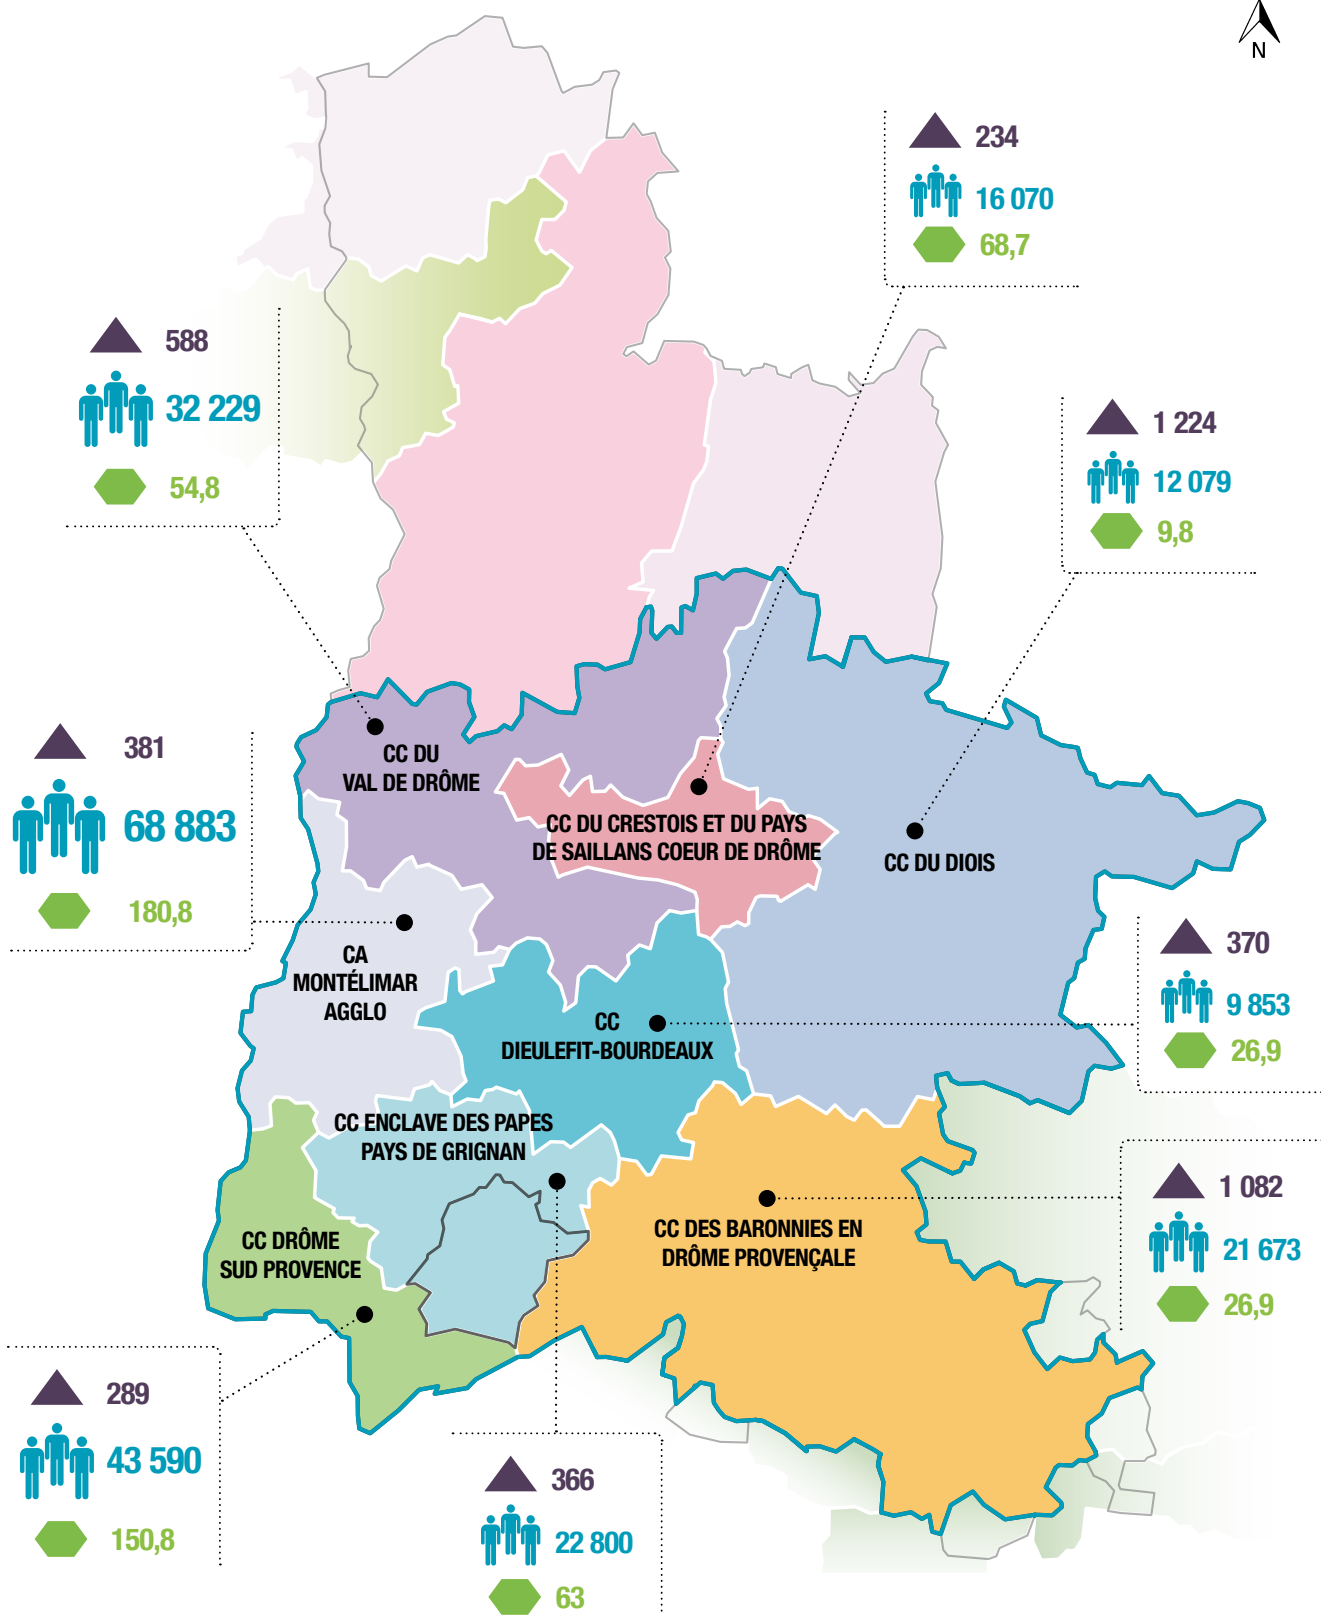 N
234
16 070
68,7
588
32 229
54,8
1 224
12 079
9,8
381
68 883
180,8
CC DU
VAL DE DRÔME
CC DU CRESTOIS ET DU PAYS
DE SAILLANS COEUR DE DRÔME
CC DU DIOIS
CA
MONTÉLIMAR
AGGLO
370
9 853
26,9
CC
DIEULEFIT-BOURDEAUX
CC ENCLAVE DES PAPES
PAYS DE GRIGNAN
1 082
21 673
26,9
CC DES BARONNIES EN
DRÔME PROVENÇALE
CC DRÔME
SUD PROVENCE
289
43 590
150,8
366
22 800
63